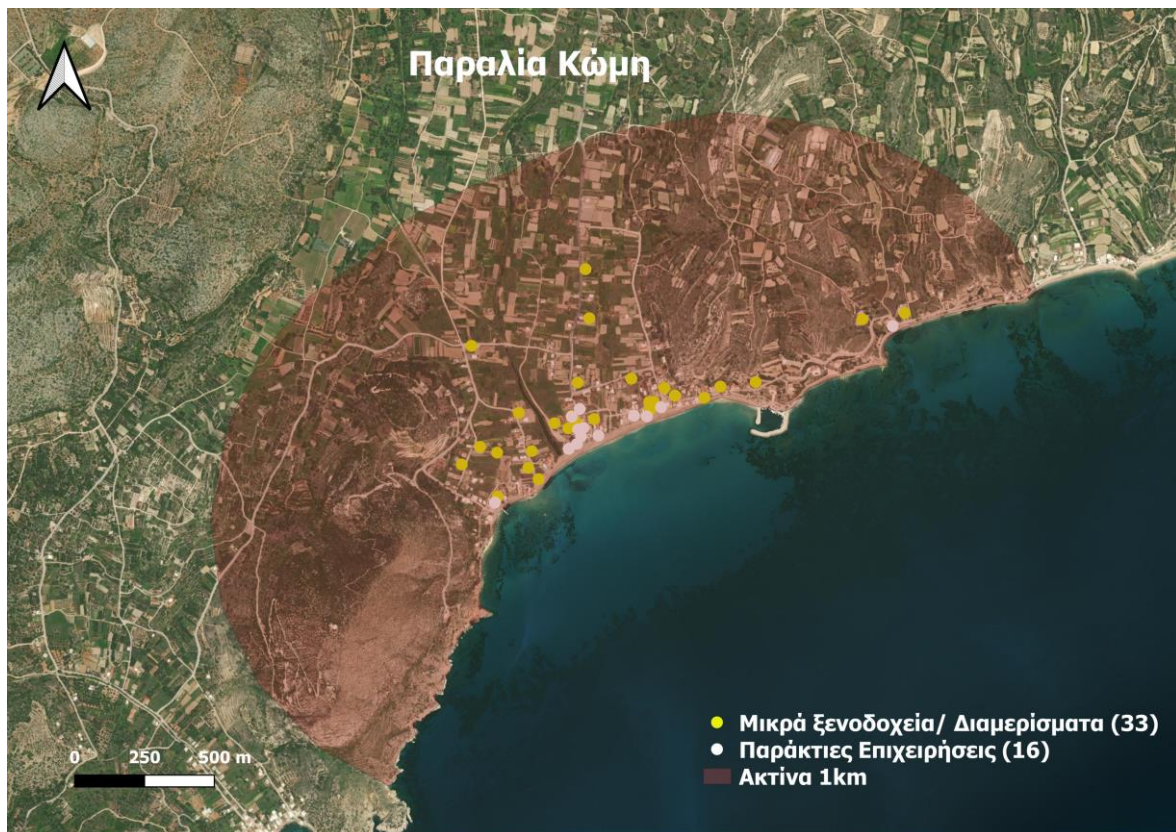 Παραλία Κώμη
Μικρά ξενοδοχεία/ Διαμερίσματα (33)
Παράκτιες Επιχειρήσεις (16)
Ακτίνα 1km
0 250 500 m